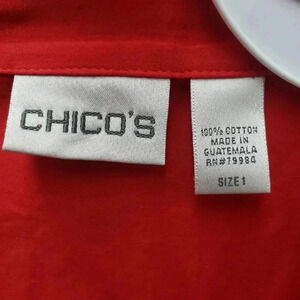 CHICO'S
100% COTTON
MADE IN
GUATEMALA
RN#79984
SIZE 1